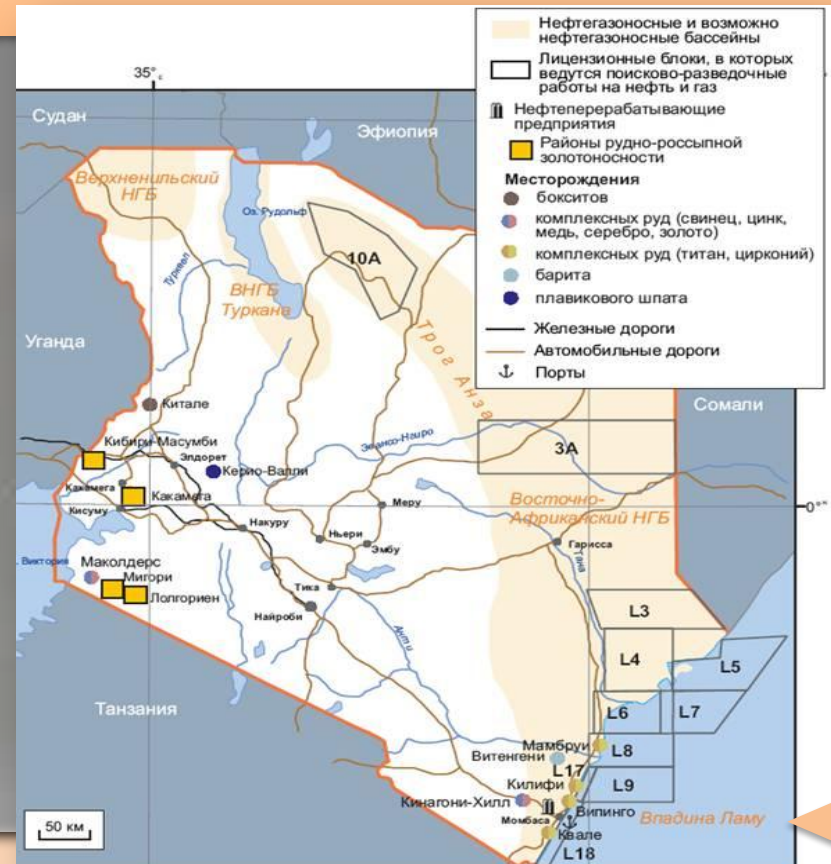 Нефтегазоносные и возможно
нефтегазоносные бассейны
Лицензионные блоки, в которых
ведутся поисково-разведочные
работы на нефть и газ
Нефтеперерабатывающие
предприятия
Районы рудно-россыпной
золотоносности
Месторождения
бокситов
комплексных руд (свинец, цинк,
медь, серебро, золото)
комплексных руд (титан, цирконий)
барита
плавикового шпата
Железные дороги
Автомобильные дороги
Порты
35°
Судан
Эфиопия
Верхненильский
НГБ
Оз. Рудольф
10А
Турквел
ВНГБ
Туркана
Трог Анза
Уганда
Сомали
Китале
Кибири-Масумби
Элдорет
Керио-Валли
3А
Какамега
Какамега
Кисуму
Меру
Восточно-
Африканский НГБ
0°
Накуру
Ньери
Эмбу
Гарисса
Тана
Виктория
Маколдерс
Мигори
Лолгориен
Тика
Найроби
L3
L4
L5
Танзания
L6
L7
Мамбруи
L8
Витенгени
L17
Килифи
L9
Кинагони-Хилл
Випинго
Момбаса
Впадина Ламу
Квале
L18
50 км